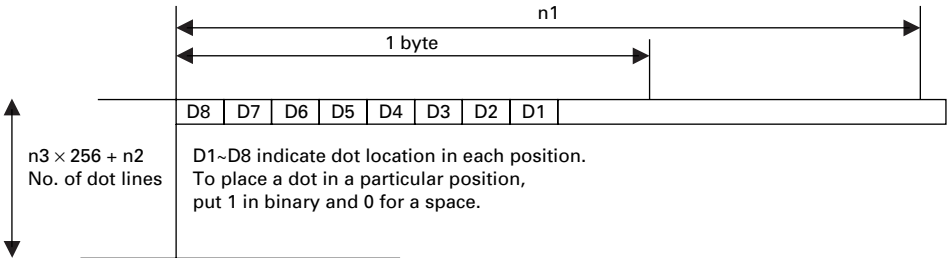 n1
1 byte
D8 D7 D6 D5 D4 D3 D2 D1
n3 × 256 + n2
No. of dot lines
D1~D8 indicate dot location in each position.
To place a dot in a particular position,
put 1 in binary and 0 for a space.